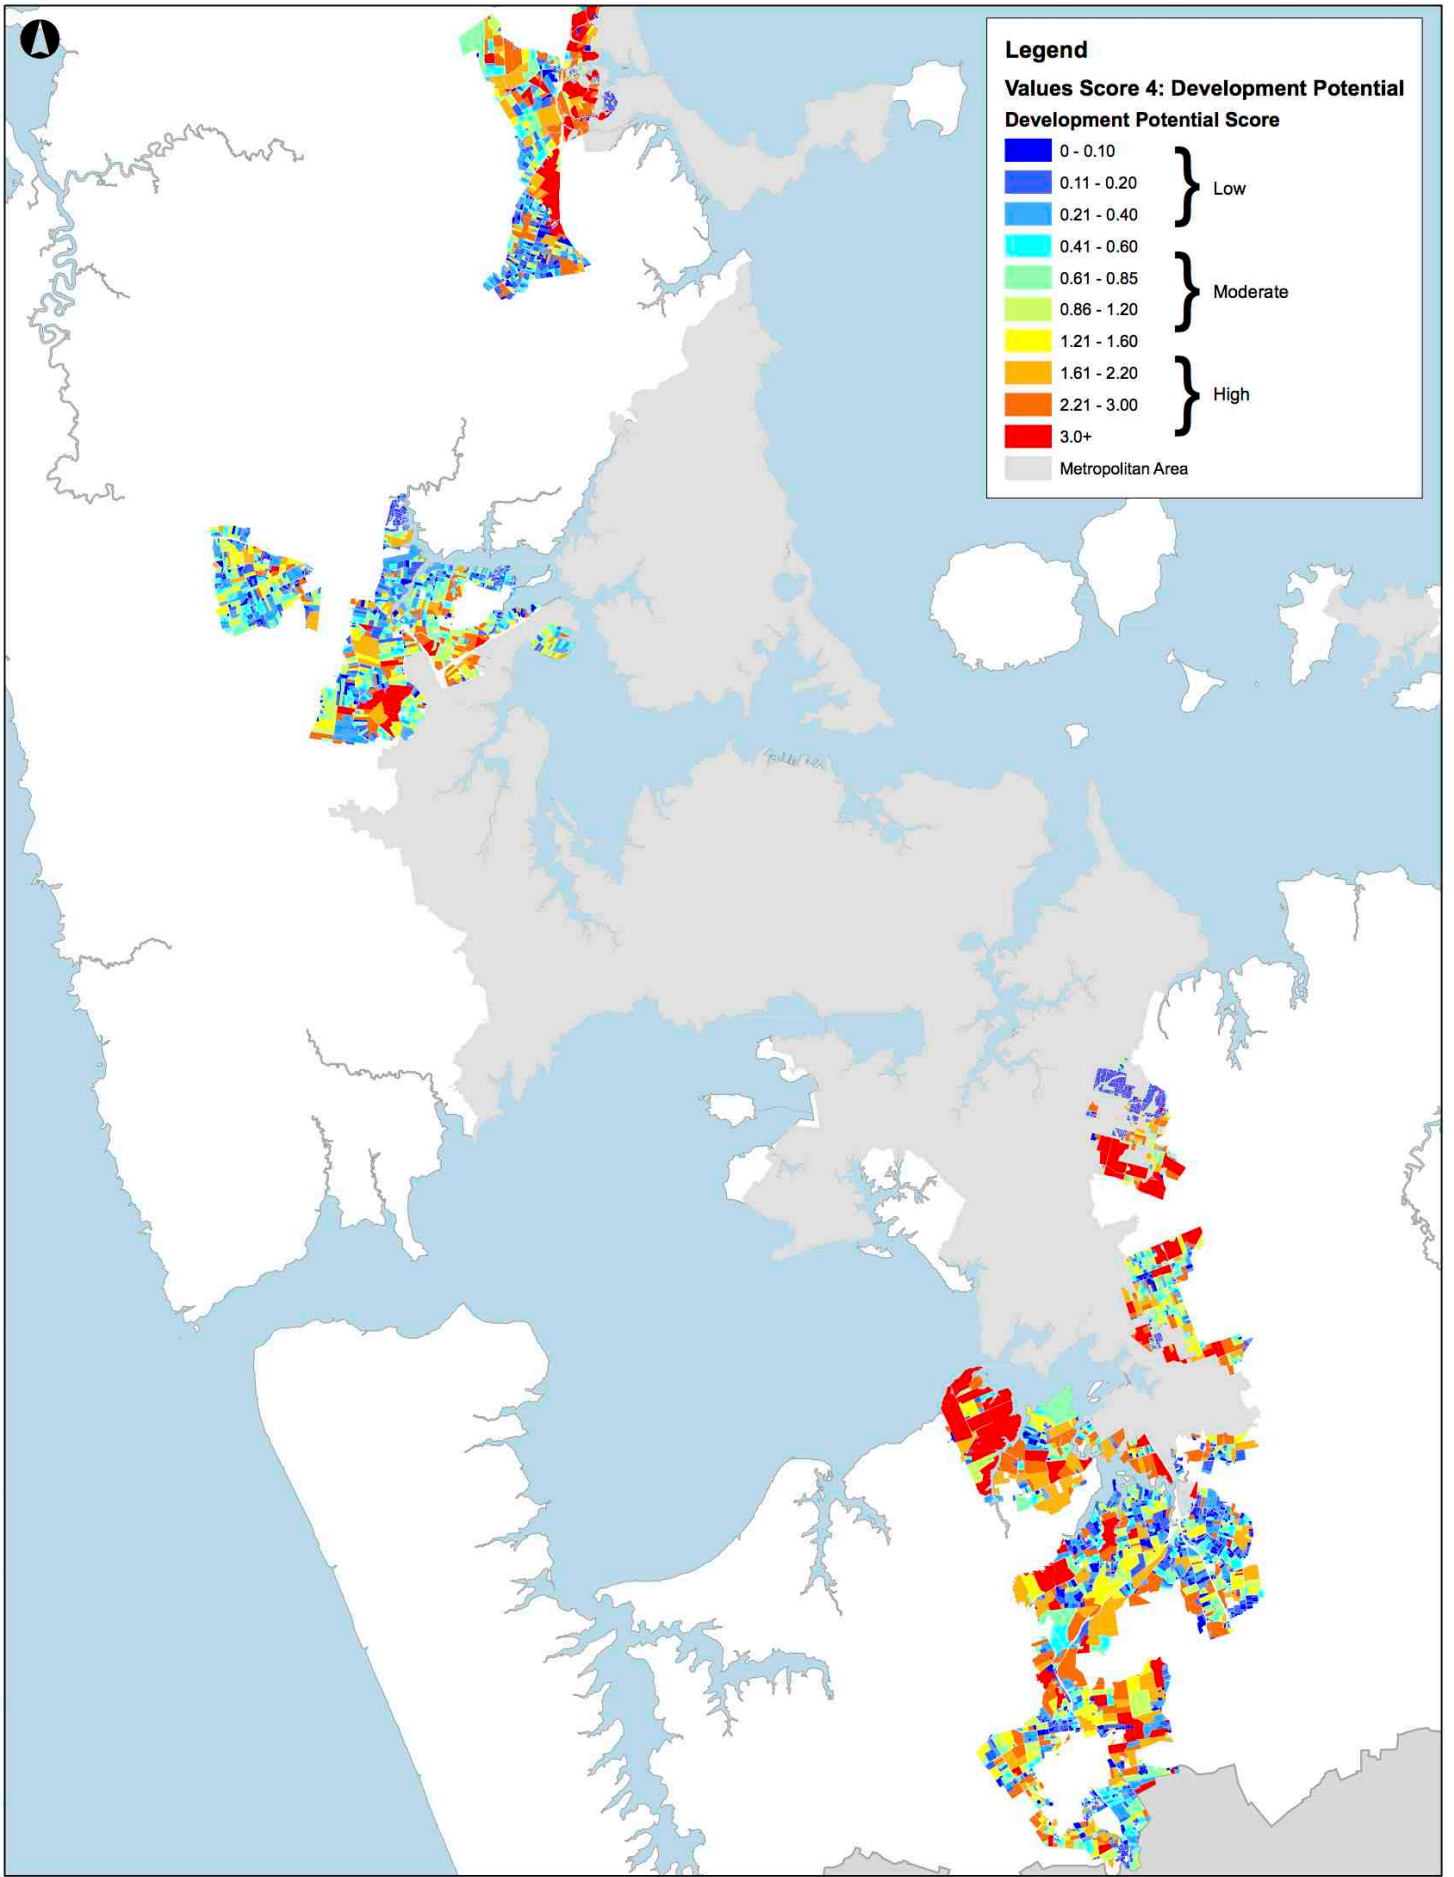 Legend
Values Score 4: Development Potential
Development Potential Score
0 - 0.10
0.11 - 0.20
0.21 - 0.40
Low
0.41 - 0.60
0.61 - 0.85
0.86 - 1.20
Moderate
1.21 - 1.60
1.61 - 2.20
2.21 - 3.00
High
3.0+
Metropolitan Area